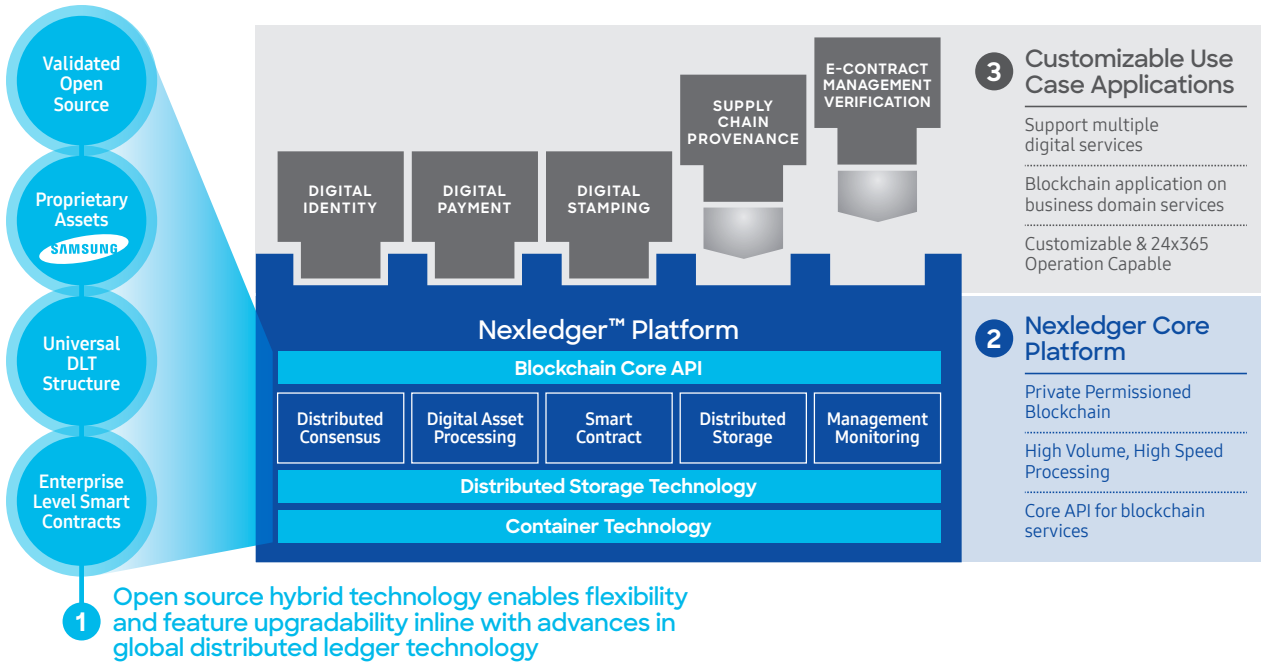 Validated
Open
Source
Proprietary
Assets
SAMSUNG
Universal
DLT
Structure
Enterprise
Level Smart
Contracts
1
Open source hybrid technology enables flexibility
and feature upgradability inline with advances in
global distributed ledger technology
DIGITAL
IDENTITY
DIGITAL
PAYMENT
DIGITAL
STAMPING
SUPPLY
CHAIN
PROVENANCE
E-CONTRACT
MANAGEMENT
VERIFICATION
Nexledger™ Platform
Blockchain Core API
Distributed
Consensus
Digital Asset
Processing
Smart
Contract
Distributed
Storage
Management
Monitoring
Distributed Storage Technology
Container Technology
3
Customizable Use
Case Applications
Support multiple
digital services
Blockchain application on
business domain services
Customizable & 24x365
Operation Capable
2
Nexledger Core
Platform
Private Permissioned
Blockchain
High Volume, High Speed
Processing
Core API for blockchain
services